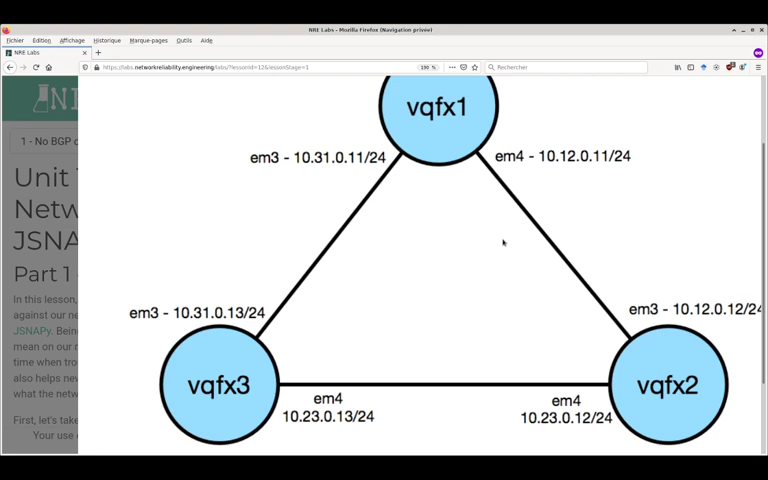 NRE Labs - Mozilla Firefox (Navigation privée)
Fichier Edition Affichage Historique Marque-pages Outils Aide
NRE Labs
https://labs.networkreliability.engineering/labs/?lessonId=12&lessonStage=1
190 %
Rechercher
NR
1 - No BGP
Unit
Netw
JSNA
Part 1
In this lesson,
against our ne
JSNAPy. Bein
mean on our n
time when tro
also helps new
what the netw
First, let's take
Your use
vqfx1
em3 - 10.31.0.11/24
em4 - 10.12.0.11/24
em3 - 10.31.0.13/24
em3 - 10.12.0.12/24
vqfx3
vqfx2
em4
10.23.0.13/24
em4
10.23.0.12/24